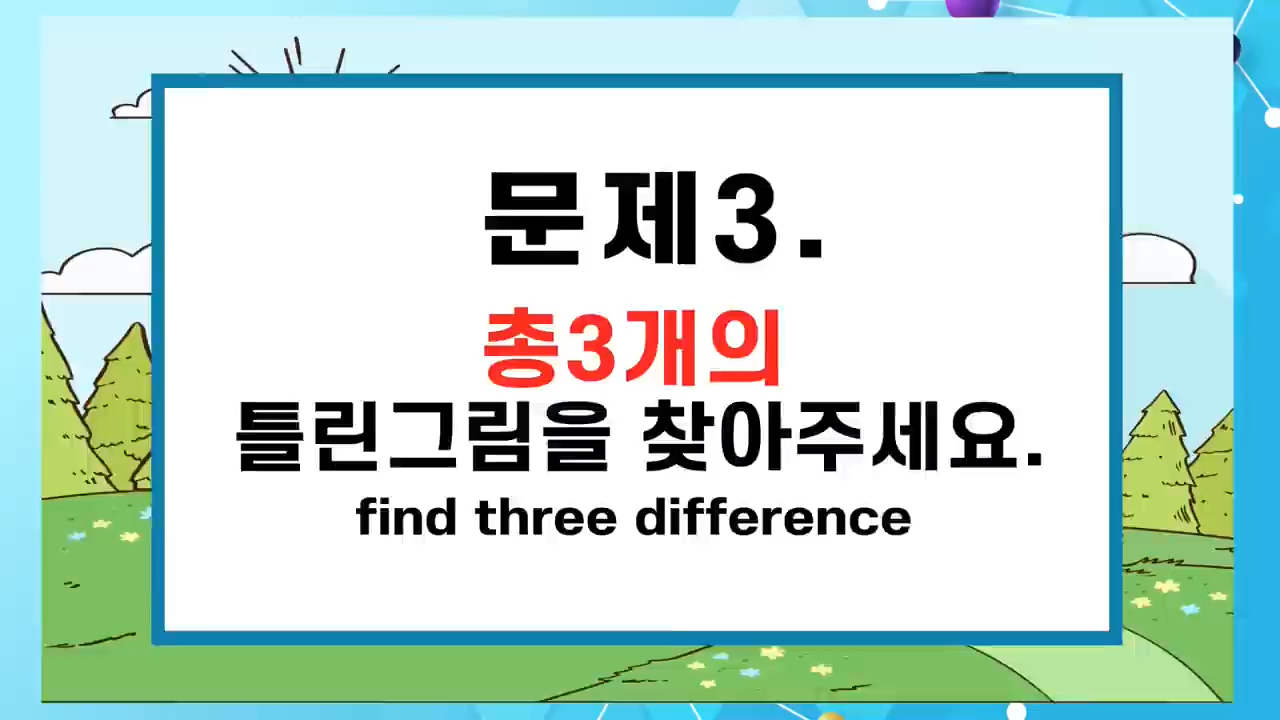 문제3.
총3개의
틀린그림을 찾아주세요.
find three difference